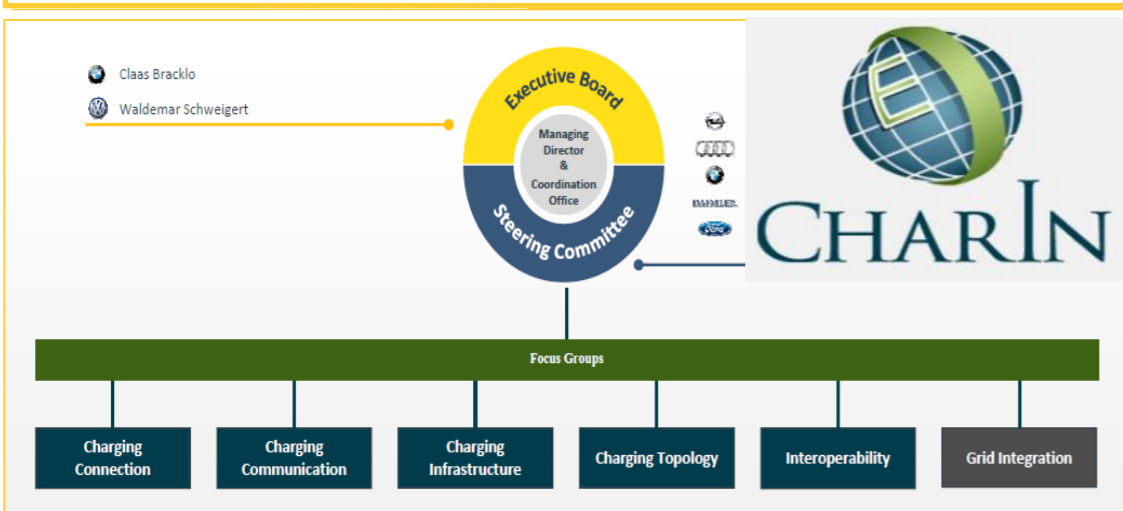 Claas Bracklo
Waldemar Schweigert
Executive Board
Managing
Director
&
Coordination
Office
Steering Committee
DAIMLER
Ford
E
CHARIN
Focus Groups
Charging
Connection
Charging
Communication
Charging
Infrastructure
Charging Topology
Interoperability
Grid Integration